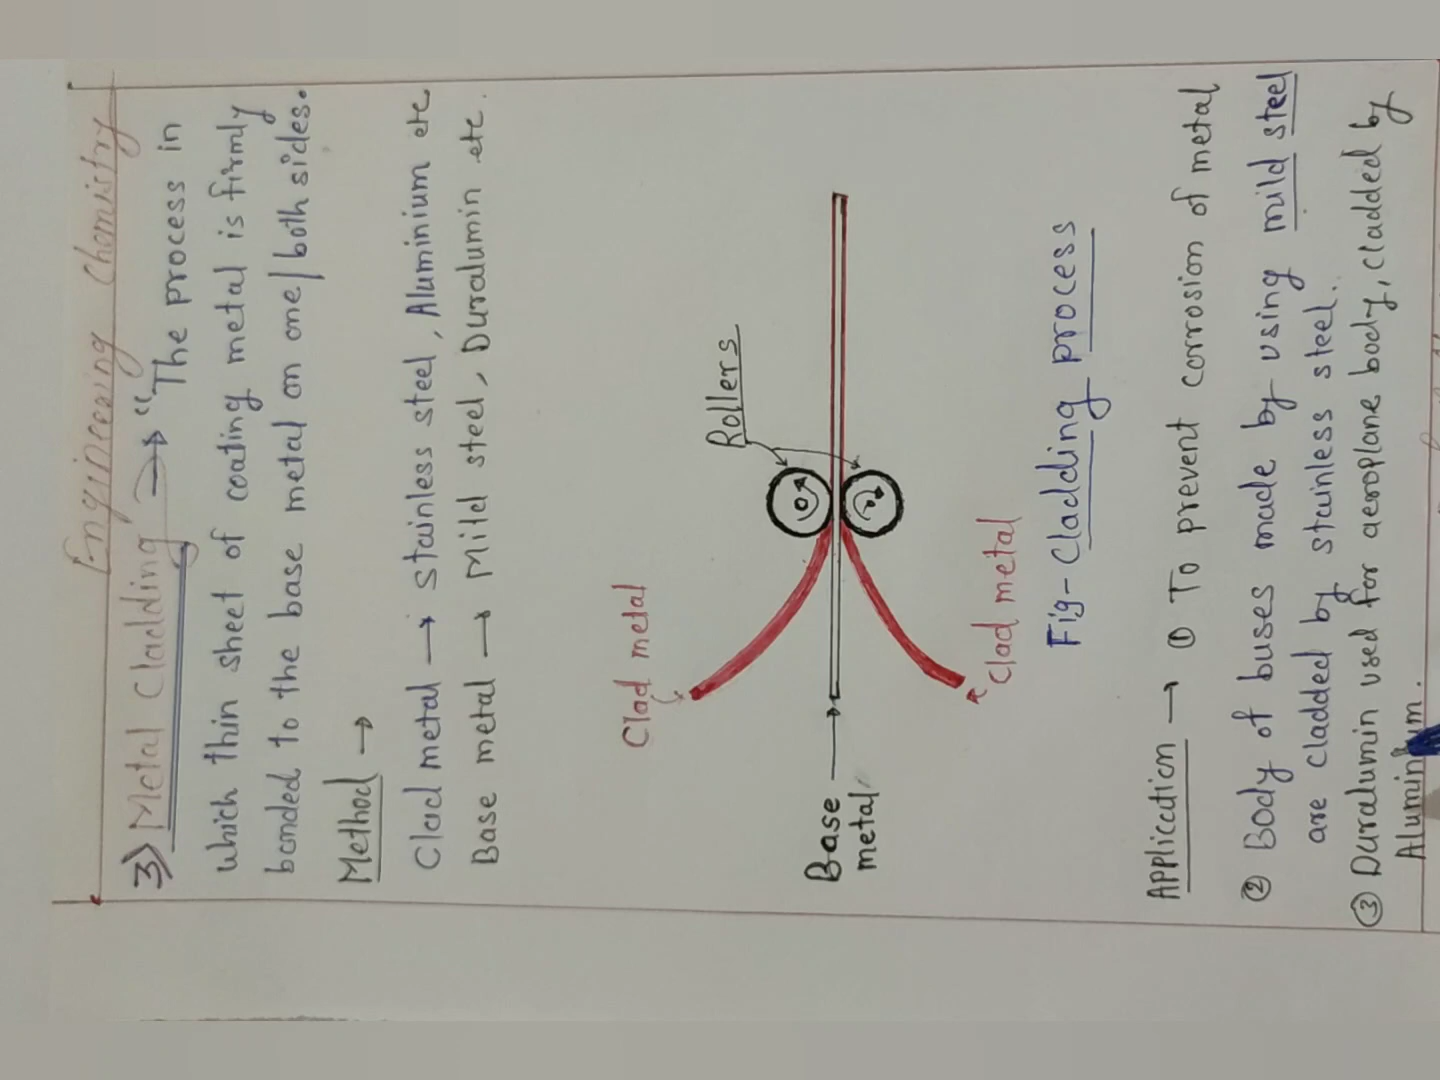 Engineering Chemistry
3) Metal Cladding → "The process in
which thin sheet of coating metal is firmly
bonded to the base metal on one/both sides.
Method →
Clad metal → stainless steel, Aluminium etc
Base metal → Mild steel, Duralumin etc.
Rollers
Clad metal
Base
metal
Clad metal
Fig- Cladding process
Application → ① To prevent corrosion of metal
② Body of buses made by using mild steel
are cladded by stainless steel.
③ Duralumin used for aeroplane body, cladded by
Aluminium.